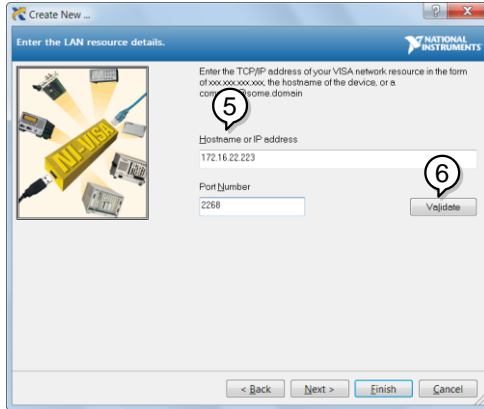 Create New ...
Enter the LAN resource details.
NATIONAL
INSTRUMENTS
Enter the TCP/IP address of your VISA network resource in the form
of xxx.xxx.xxx.xxx, the hostname of the device, or a
some.domain
5
Hostname or IP address
172.16.22.223
6
Port Number
2268
Validate
NI-VISA
< Back
Next >
Finish
Cancel